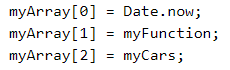 myArray[0] = Date.now;
myArray[1] = myFunction;
myArray[2] = myCars;